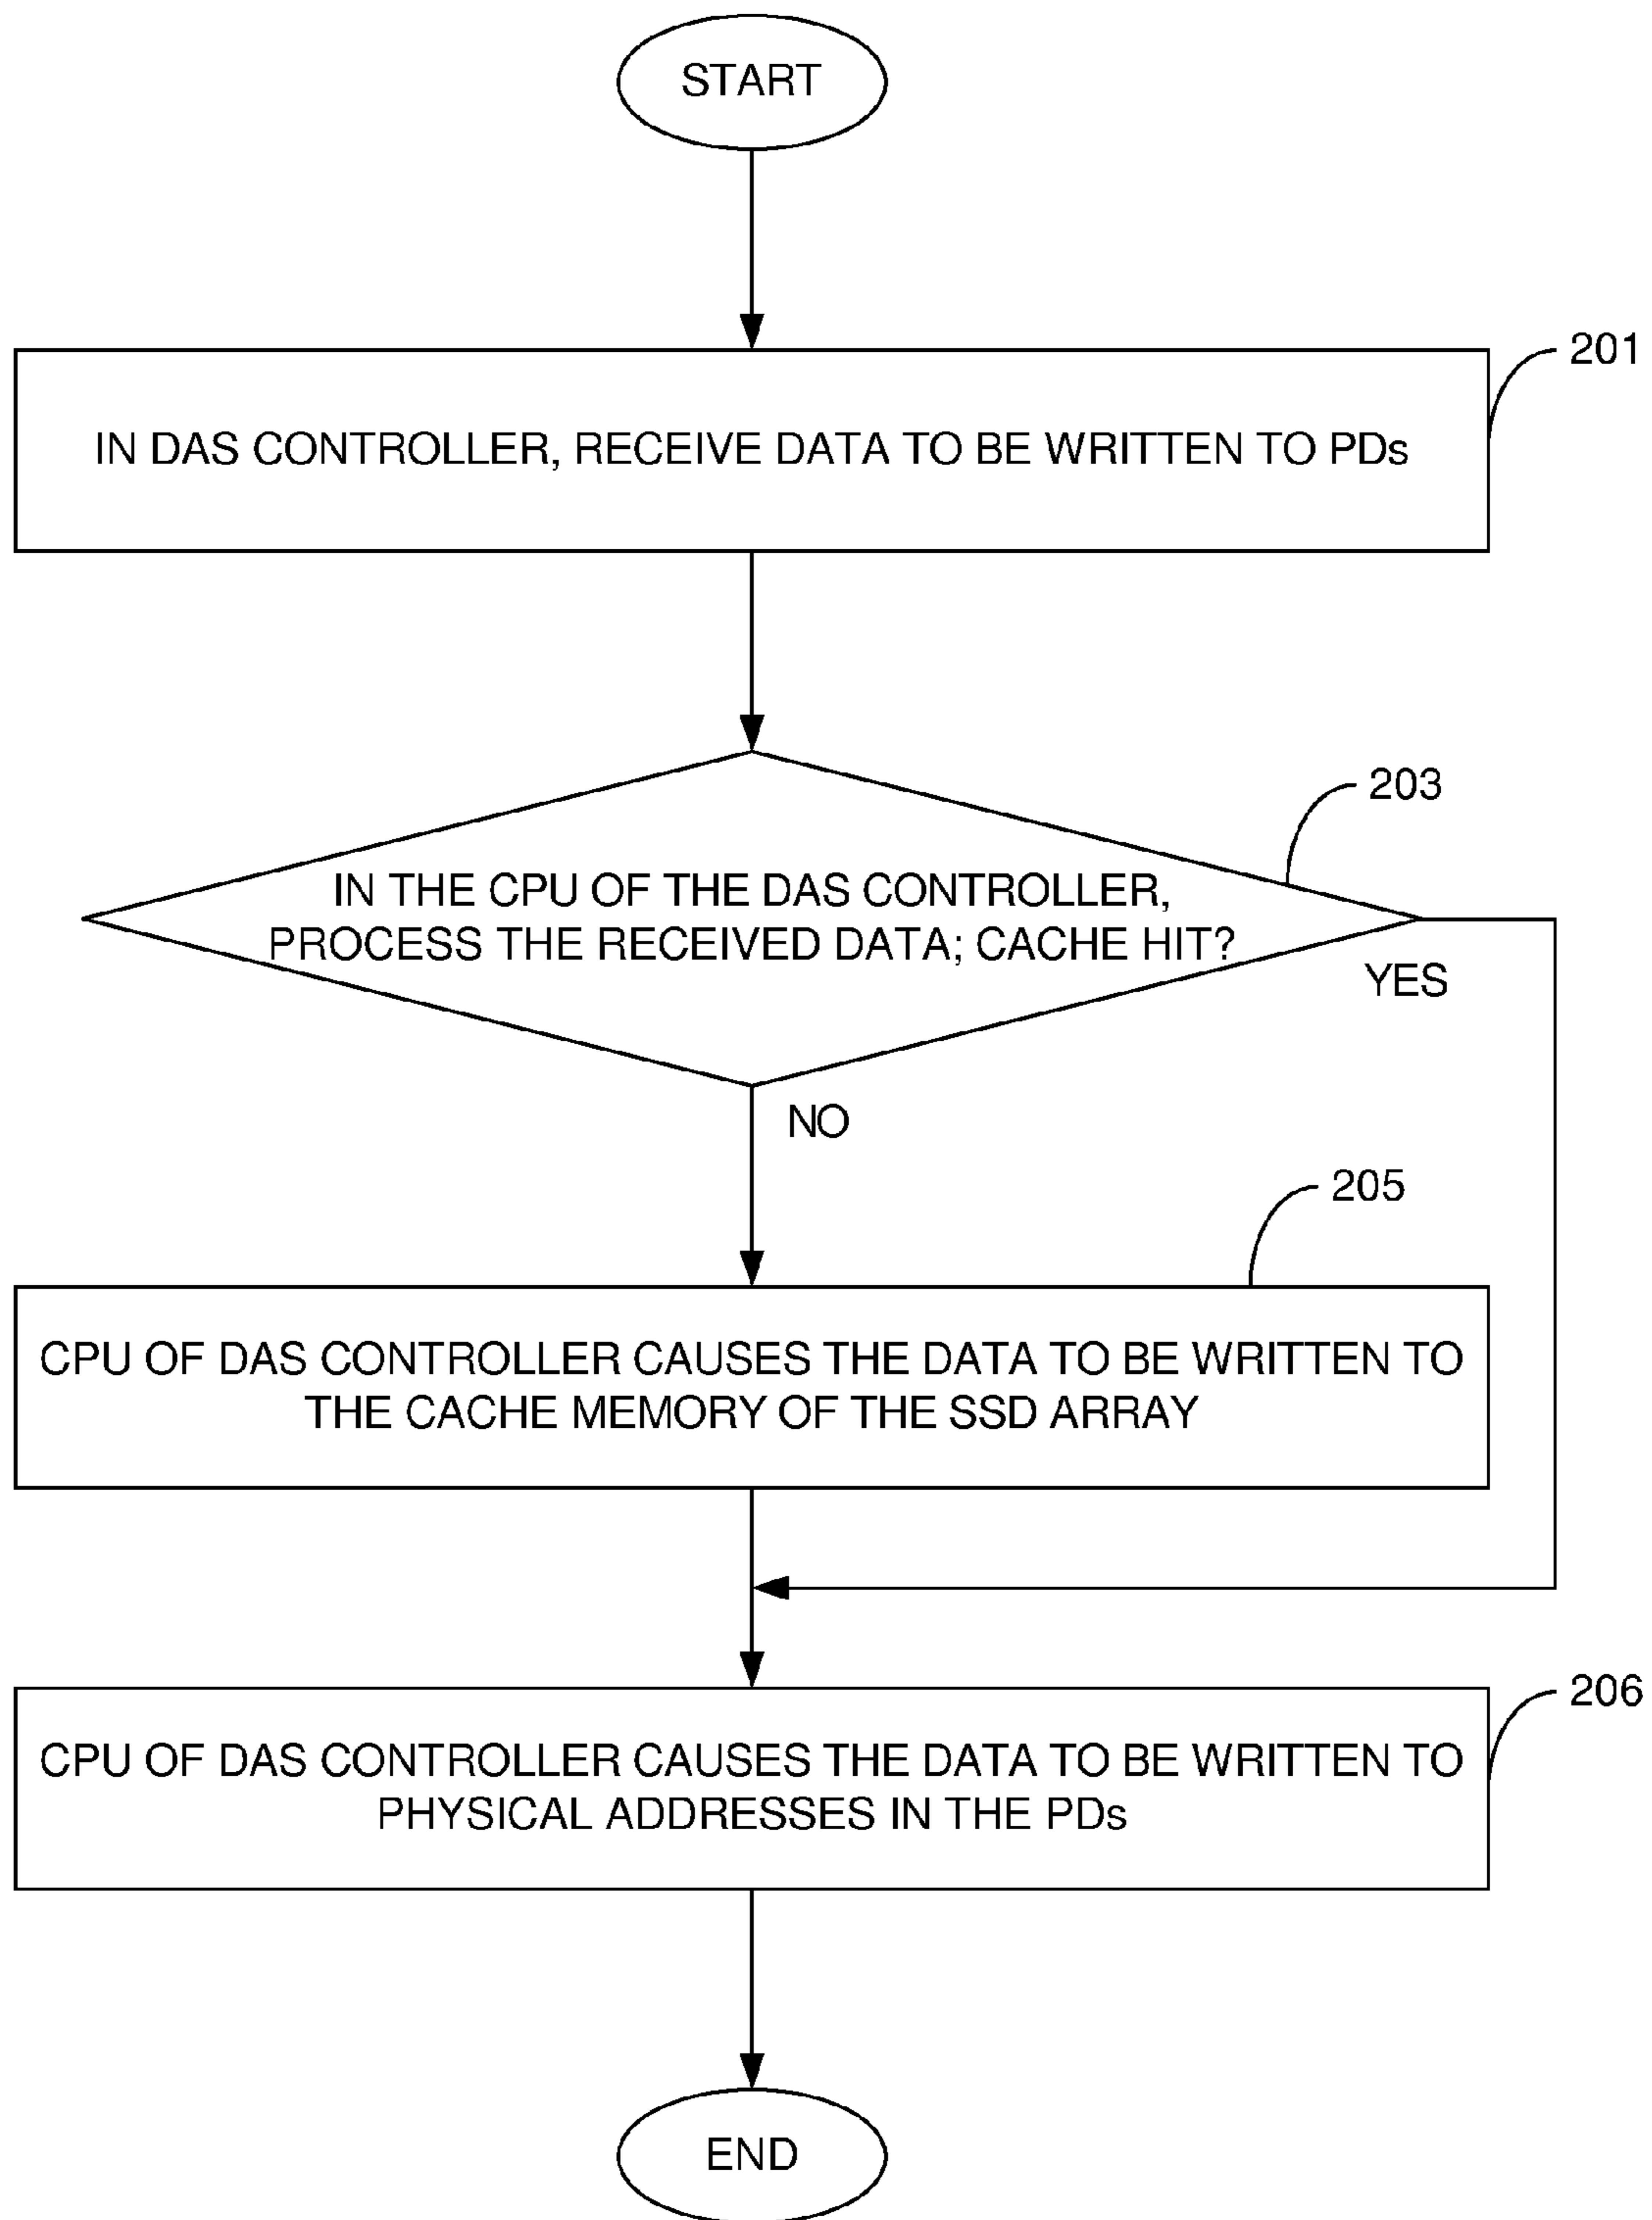 START
201
IN DAS CONTROLLER, RECEIVE DATA TO BE WRITTEN TO PDs
203
IN THE CPU OF THE DAS CONTROLLER,
PROCESS THE RECEIVED DATA; CACHE HIT?
YES
NO
205
CPU OF DAS CONTROLLER CAUSES THE DATA TO BE WRITTEN TO
THE CACHE MEMORY OF THE SSD ARRAY
206
CPU OF DAS CONTROLLER CAUSES THE DATA TO BE WRITTEN TO
PHYSICAL ADDRESSES IN THE PDs
END